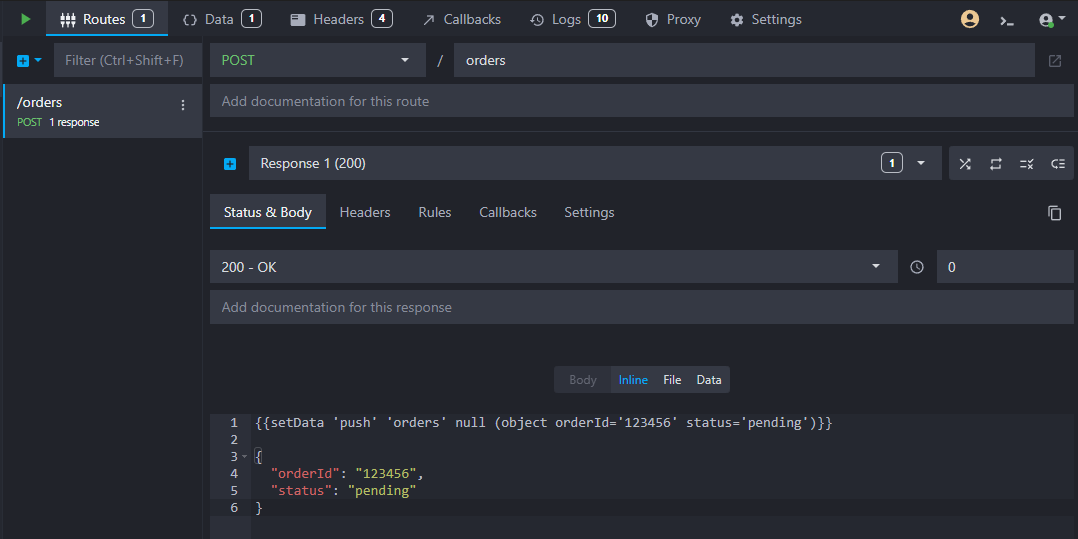 Routes 1 Data 1 Headers 4 Callbacks Logs 10 Proxy Settings
Filter (Ctrl+Shift+F) POST / orders
/orders
POST 1 response
Add documentation for this route
Response 1 (200) 1
Status & Body Headers Rules Callbacks Settings
200 - OK 0
Add documentation for this response
Body Inline File Data
1 {{setData 'push' 'orders' null (object orderId='123456' status='pending')}}
2
3 {
4 "orderId": "123456",
5 "status": "pending"
6 }